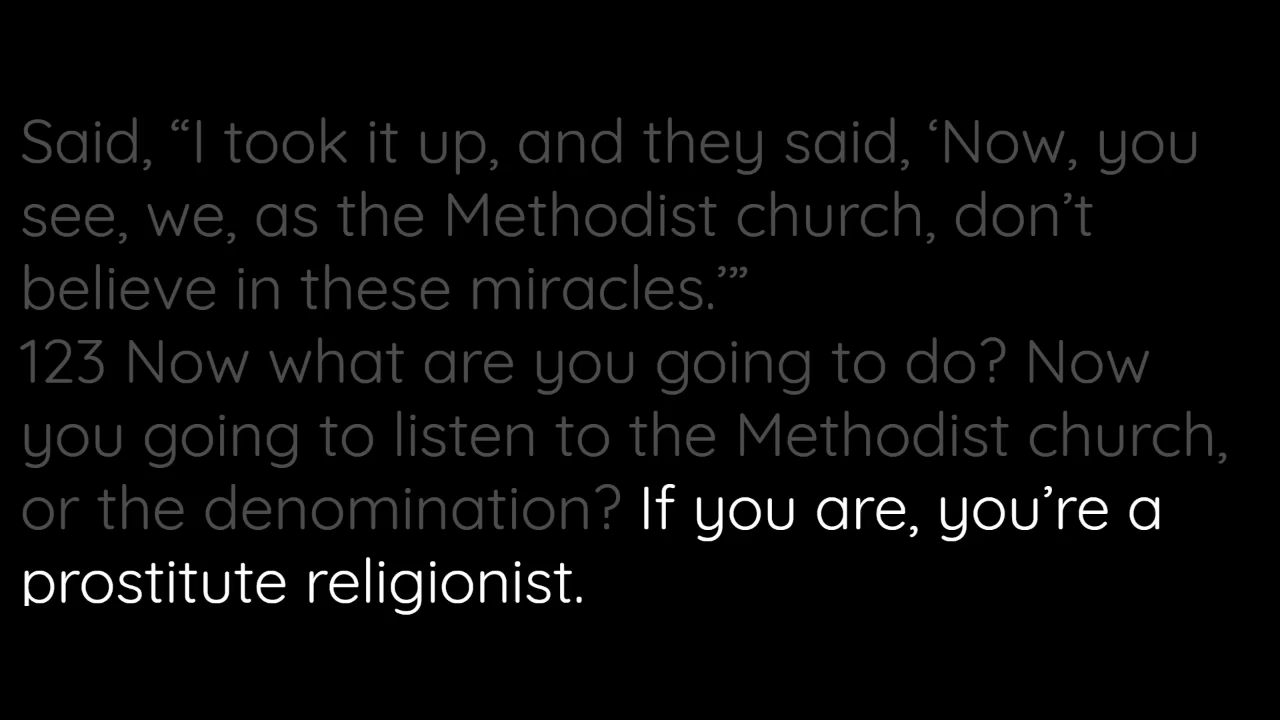 Said, “I took it up, and they said, ‘Now, you
see, we, as the Methodist church, don’t
believe in these miracles.’”
123 Now what are you going to do? Now
you going to listen to the Methodist church,
or the denomination? If you are, you’re a
prostitute religionist.